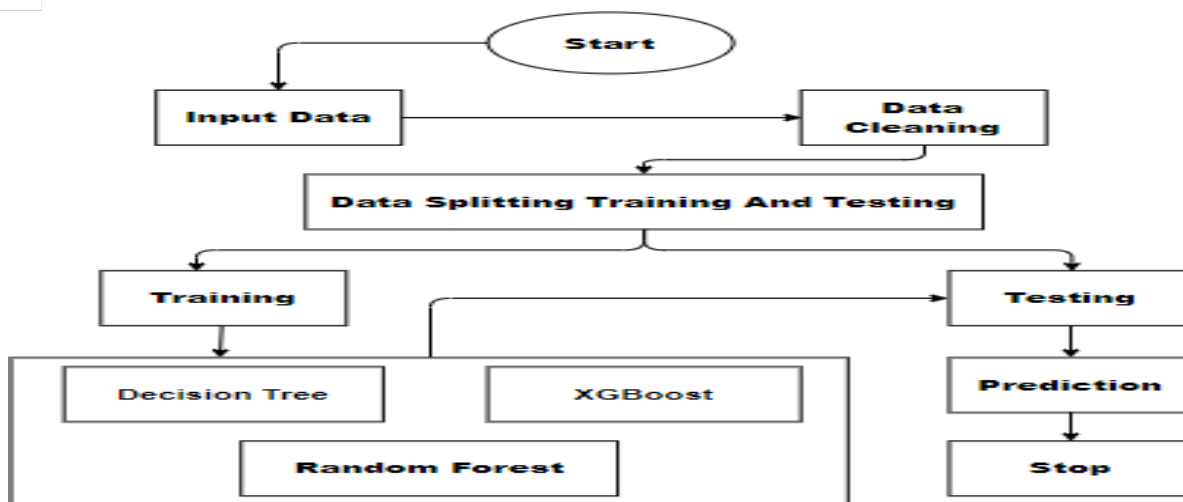 Start
Input Data
Data
Cleaning
Data Splitting Training And Testing
Training
Testing
Decision Tree
XGBoost
Prediction
Random Forest
Stop